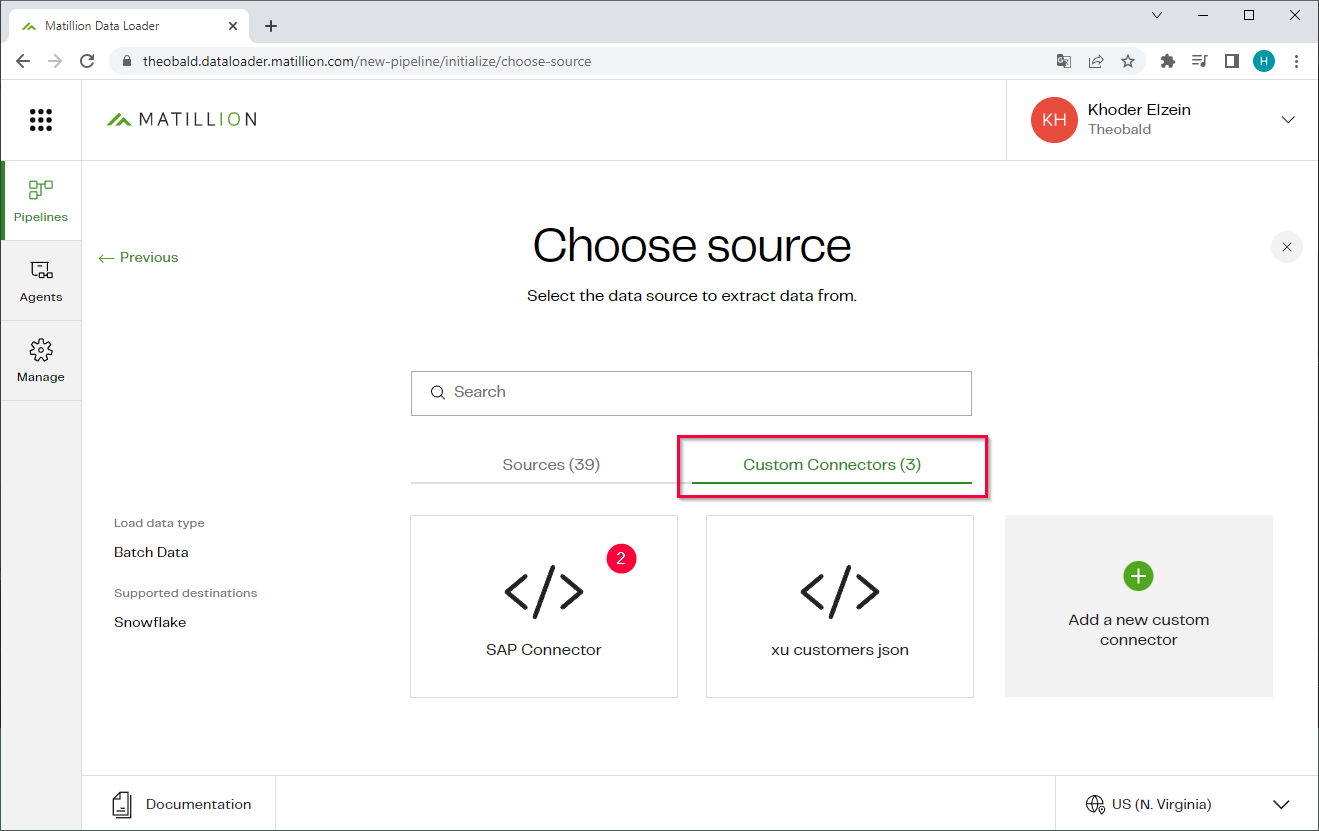 Matillion Data Loader
theobald.dataloader.matillion.com/new-pipeline/initialize/choose-source
H
MATILLION
KH
Khoder Elzein
Theobald
Pipelines
Agents
Manage
← Previous
Choose source
Select the data source to extract data from.
Search
Sources (39)
Custom Connectors (3)
Load data type
Batch Data
Supported destinations
Snowflake
2
</>
SAP Connector
</>
xu customers json
Add a new custom
connector
Documentation
US (N. Virginia)